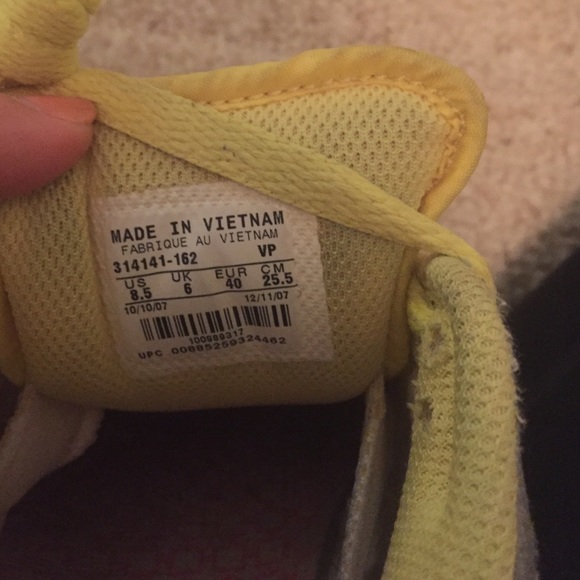 MADE IN VIETNAM
FABRIQUE AU VIETNAM
314141-162 VP
US UK EUR CM
8.5 6 40 25.5
10/10/07 12/11/07
100989317
UPC 00885259324462